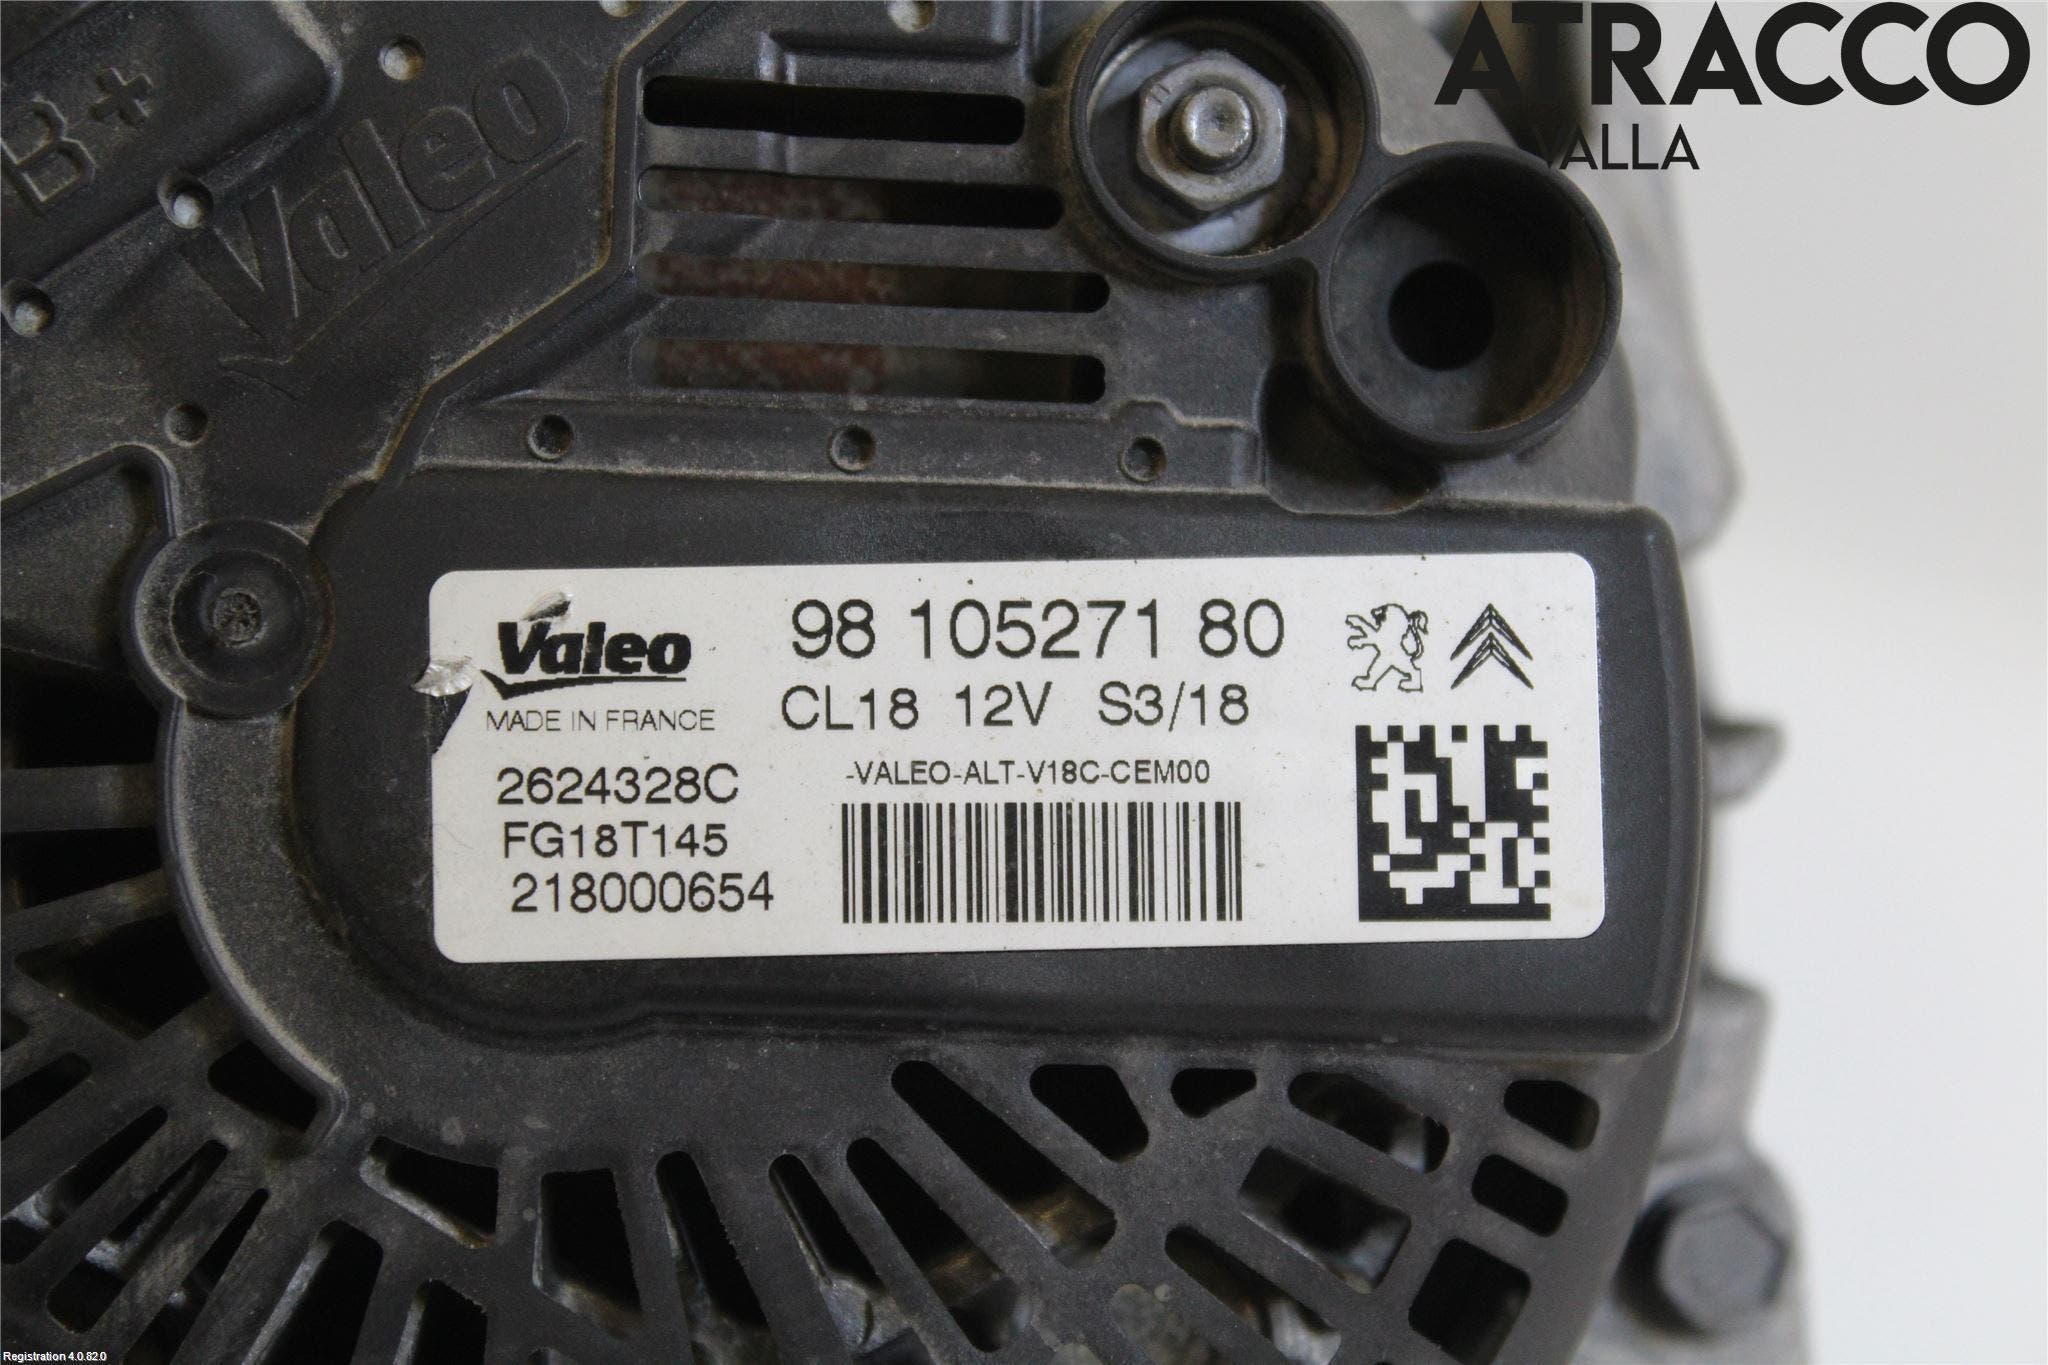 ATRACCO
VALLA
B+
Valeo
Valeo
98 105271 80
MADE IN FRANCE
CL18 12V S3/18
2624328C
-VALEO-ALT-V18C-CEM00
FG18T145
218000654
Registration 4.0.82.0